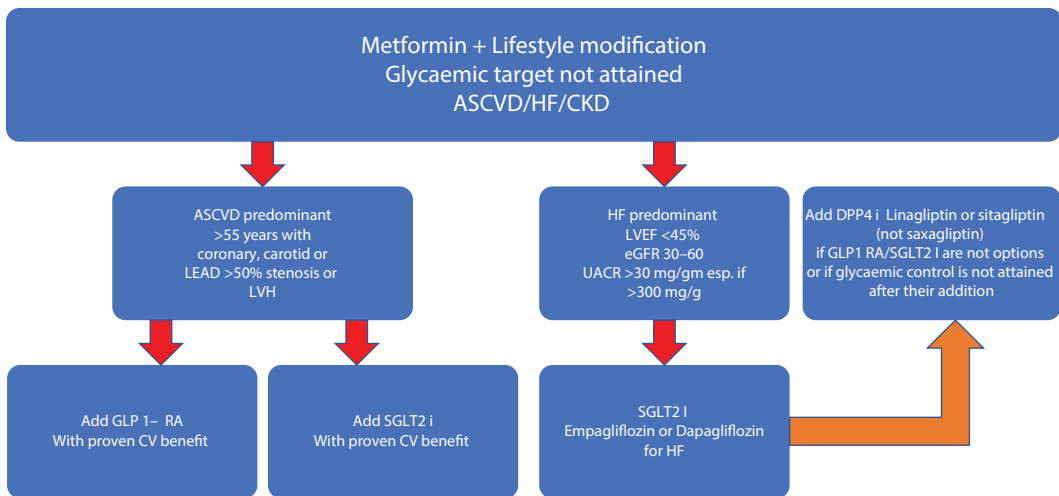 Metformin + Lifestyle modification
Glycaemic target not attained
ASCVD/HF/CKD
ASCVD predominant
>55 years with
coronary, carotid or
LEAD >50% stenosis or
LVH
HF predominant
LVEF <45%
eGFR 30–60
UACR >30 mg/gm esp. if
>300 mg/g
Add DPP4 i Linagliptin or sitagliptin
(not saxagliptin)
if GLP1 RA/SGLT2 I are not options
or if glycaemic control is not attained
after their addition
Add GLP 1– RA
With proven CV benefit
Add SGLT2 i
With proven CV benefit
SGLT2 I
Empagliflozin or Dapagliflozin
for HF